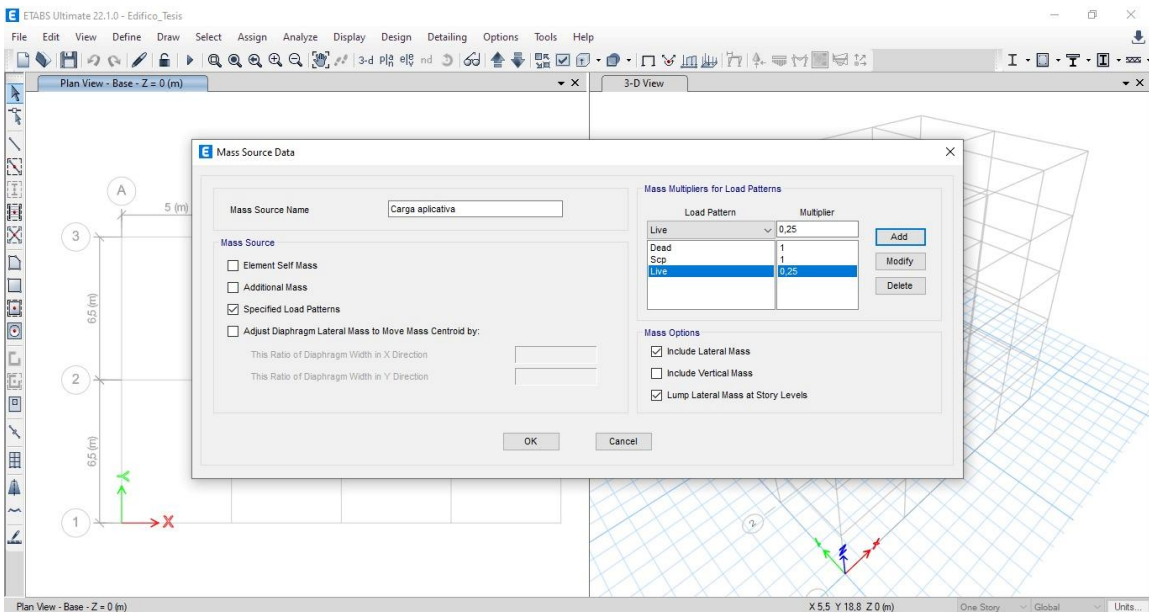 ETABS Ultimate 22.1.0 - Edifico_Tesis
File Edit View Define Draw Select Assign Analyze Display Design Detailing Options Tools Help
3-d
nd
Plan View - Base - Z = 0 (m)
3-D View
Mass Source Data
Mass Source Name Carga aplicativa
Mass Source
Element Self Mass
Additional Mass
Specified Load Patterns
Adjust Diaphragm Lateral Mass to Move Mass Centroid by:
This Ratio of Diaphragm Width in X Direction
This Ratio of Diaphragm Width in Y Direction
Mass Multipliers for Load Patterns
Load Pattern Multiplier
Live 0,25
Dead 1
Scp 1
Live 0,25
Add
Modify
Delete
Mass Options
Include Lateral Mass
Include Vertical Mass
Lump Lateral Mass at Story Levels
OK Cancel
A
5 (m)
3
6,5 (m)
2
6,5 (m)
1
Y
X
2
Plan View - Base - Z = 0 (m)
X 5,5 Y 18,8 Z 0 (m)
One Story
Global
Units...